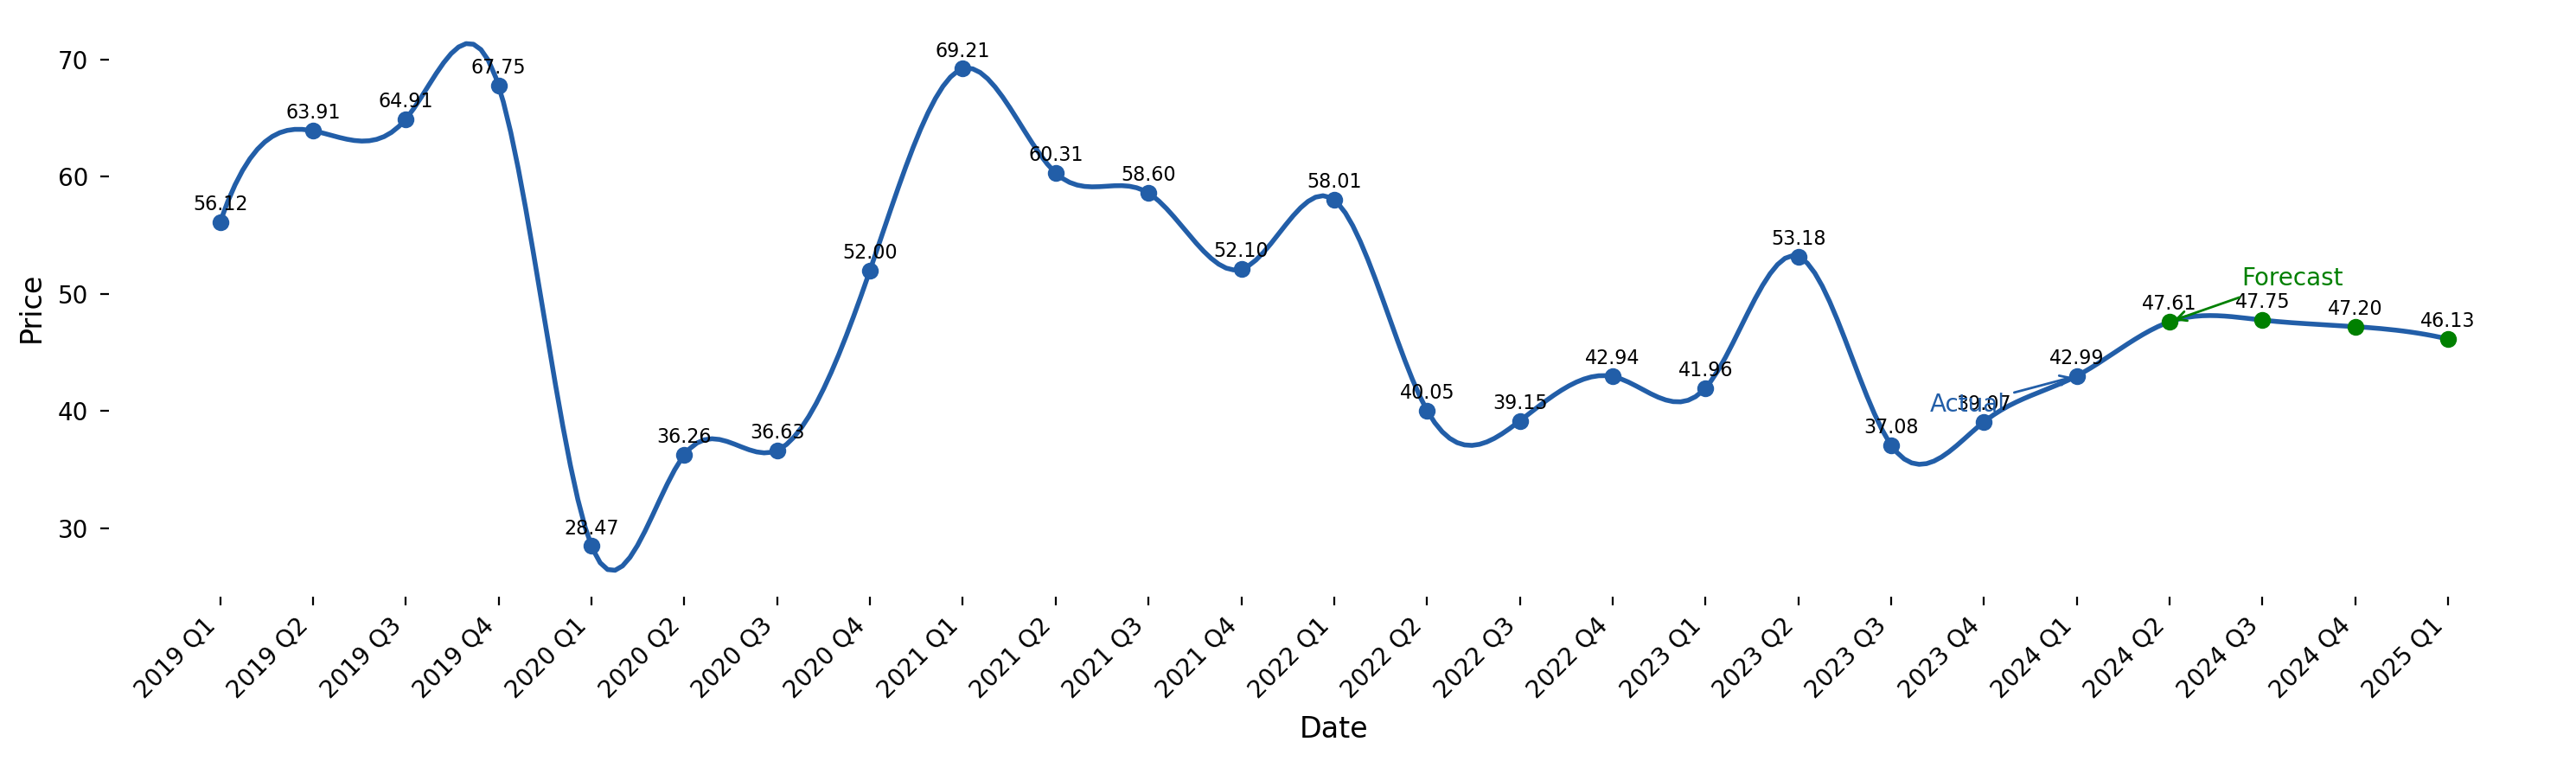 Price
70
60
50
40
30
56.12
63.91
64.91
67.75
28.47
36.26
36.63
52.00
69.21
60.31
58.60
52.10
58.01
40.05
39.15
42.94
41.96
53.18
37.08
39.07
42.99
47.61
47.75
47.20
46.13
Actual
Forecast
2019 Q1
2019 Q2
2019 Q3
2019 Q4
2020 Q1
2020 Q2
2020 Q3
2020 Q4
2021 Q1
2021 Q2
2021 Q3
2021 Q4
2022 Q1
2022 Q2
2022 Q3
2022 Q4
2023 Q1
2023 Q2
2023 Q3
2023 Q4
2024 Q1
2024 Q2
2024 Q3
2024 Q4
2025 Q1
Date